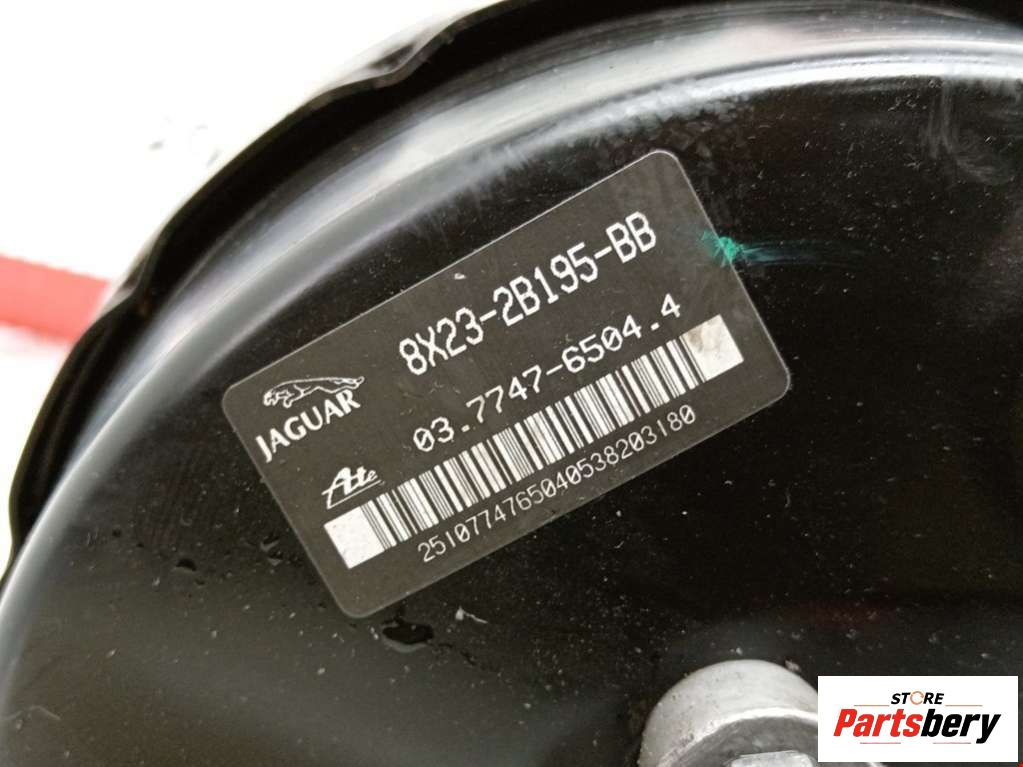 8X23-2B195-BB
JAGUAR
03.7747-6504.4
Ate
2510774765040538203180
STORE
Partsbery